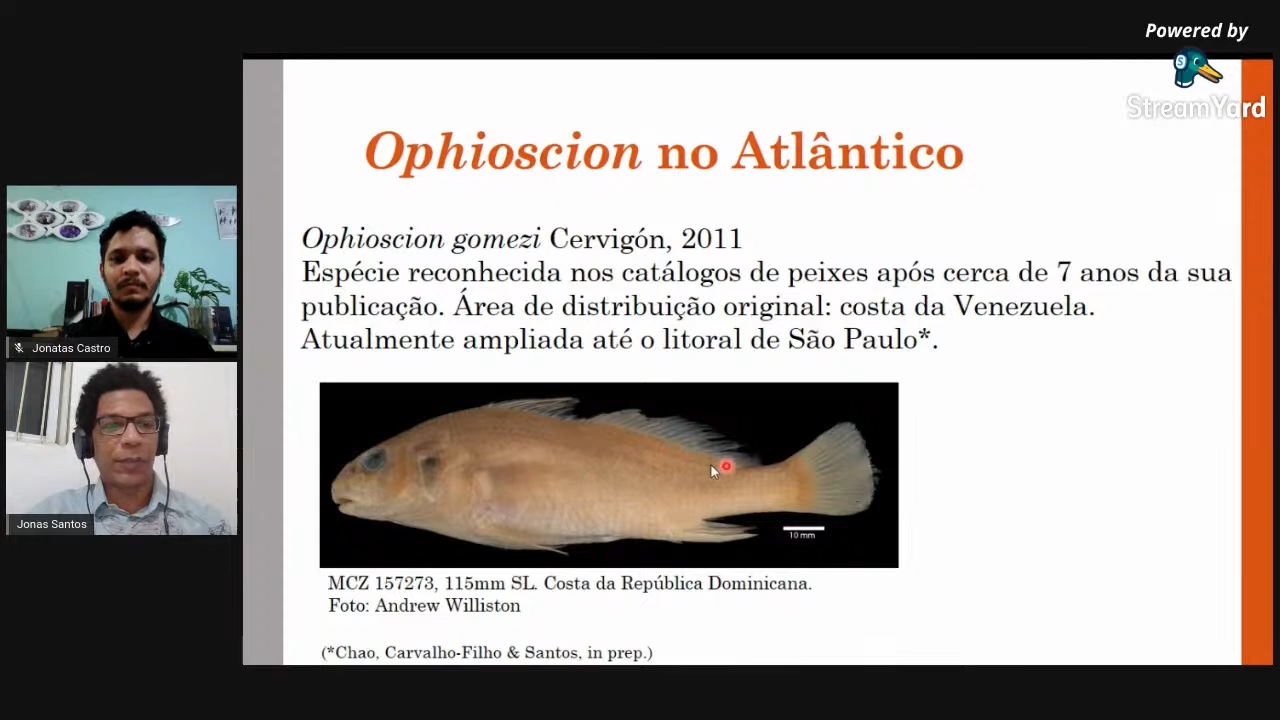 Powered by
StreamYard
Ophioscion no Atlântico
Ophioscion gomezi Cervigón, 2011
Espécie reconhecida nos catálogos de peixes após cerca de 7 anos da sua
publicação. Área de distribuição original: costa da Venezuela.
Atualmente ampliada até o litoral de São Paulo*.
10 mm
MCZ 157273, 115mm SL. Costa da República Dominicana.
Foto: Andrew Williston
(*Chao, Carvalho-Filho & Santos, in prep.)
Jonatas Castro
Jonas Santos